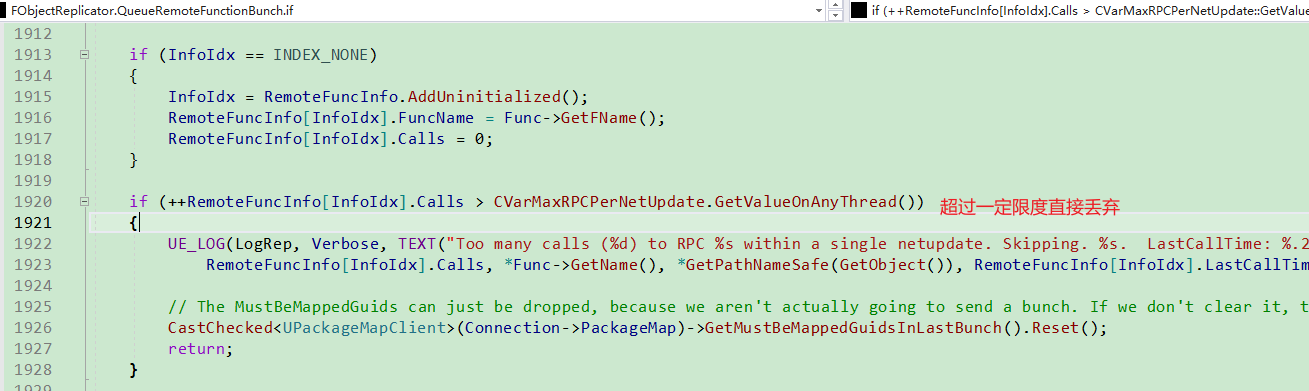 FObjectReplicator.QueueRemoteFunctionBunch.if
if (++RemoteFuncInfo[InfoIdx].Calls > CVarMaxRPCPerNetUpdate::GetValue
1912
1913 if (InfoIdx == INDEX_NONE)
1914 {
1915 InfoIdx = RemoteFuncInfo.AddUninitialized();
1916 RemoteFuncInfo[InfoIdx].FuncName = Func->GetFName();
1917 RemoteFuncInfo[InfoIdx].Calls = 0;
1918 }
1919
1920 if (++RemoteFuncInfo[InfoIdx].Calls > CVarMaxRPCPerNetUpdate.GetValueOnAnyThread()) 超过一定限度直接丢弃
1921 {
1922 UE_LOG(LogRep, Verbose, TEXT("Too many calls (%d) to RPC %s within a single netupdate. Skipping. %s.  LastCallTime: %.2
1923 RemoteFuncInfo[InfoIdx].Calls, *Func->GetName(), *GetPathNameSafe(GetObject()), RemoteFuncInfo[InfoIdx].LastCallTim
1924
1925 // The MustBeMappedGuids can just be dropped, because we aren't actually going to send a bunch. If we don't clear it, t
1926 CastChecked<UPackageMapClient>(Connection->PackageMap)->GetMustBeMappedGuidsInLastBunch().Reset();
1927 return;
1928 }